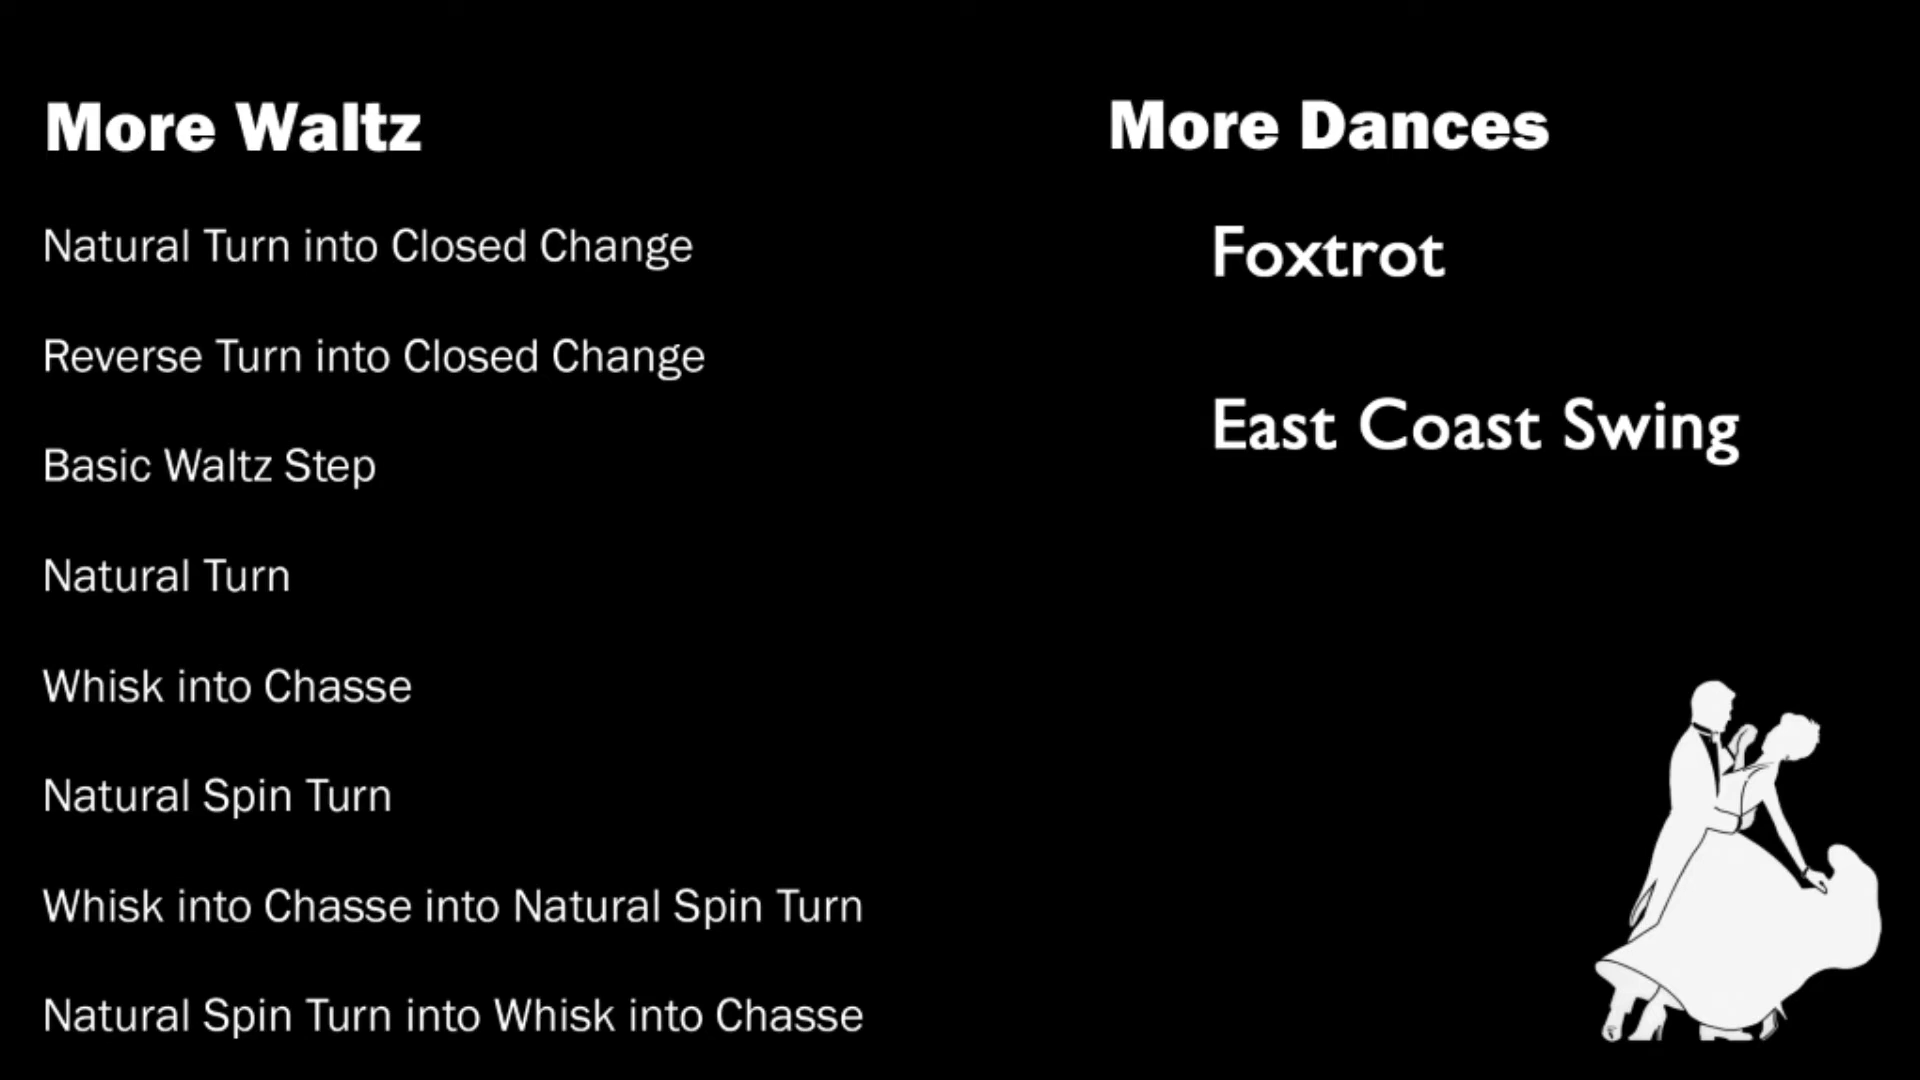 More Waltz
Natural Turn into Closed Change
Reverse Turn into Closed Change
Basic Waltz Step
Natural Turn
Whisk into Chasse
Natural Spin Turn
Whisk into Chasse into Natural Spin Turn
Natural Spin Turn into Whisk into Chasse
More Dances
Foxtrot
East Coast Swing